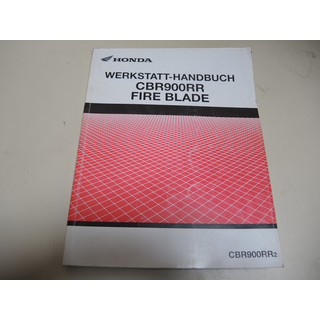 HONDA
WERKSTATT-HANDBUCH
CBR900RR
FIRE BLADE
CBR900RR2